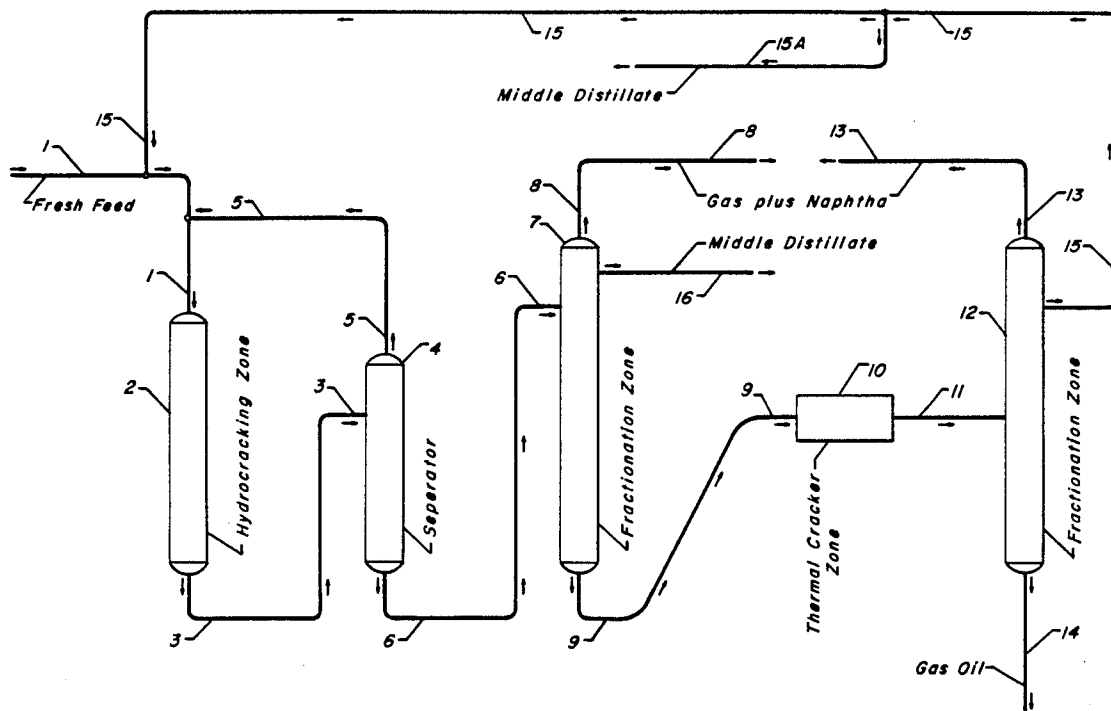 15
15
15A
Middle Distillate
15
1
Fresh Feed
8
13
Gas plus Naphtha
5
8
13
7
Middle Distillate
15
6
16
1
5
4
12
2
3
10
9
11
Hydrocracking Zone
Seperator
Fractionation Zone
Thermal Cracker
Zone
Fractionation Zone
3
6
9
14
Gas Oil